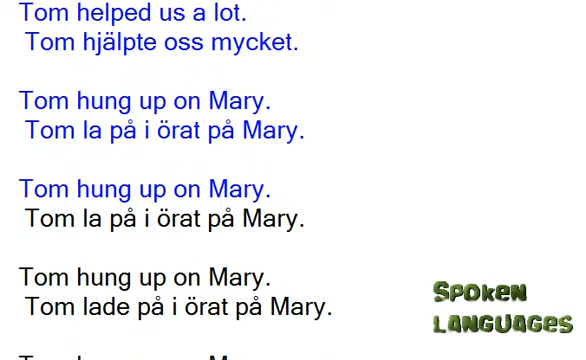 Tom helped us a lot.
Tom hjälpte oss mycket.
Tom hung up on Mary.
Tom la på i örat på Mary.
Tom hung up on Mary.
Tom la på i örat på Mary.
Tom hung up on Mary.
Tom lade på i örat på Mary.
Spoken
Languages